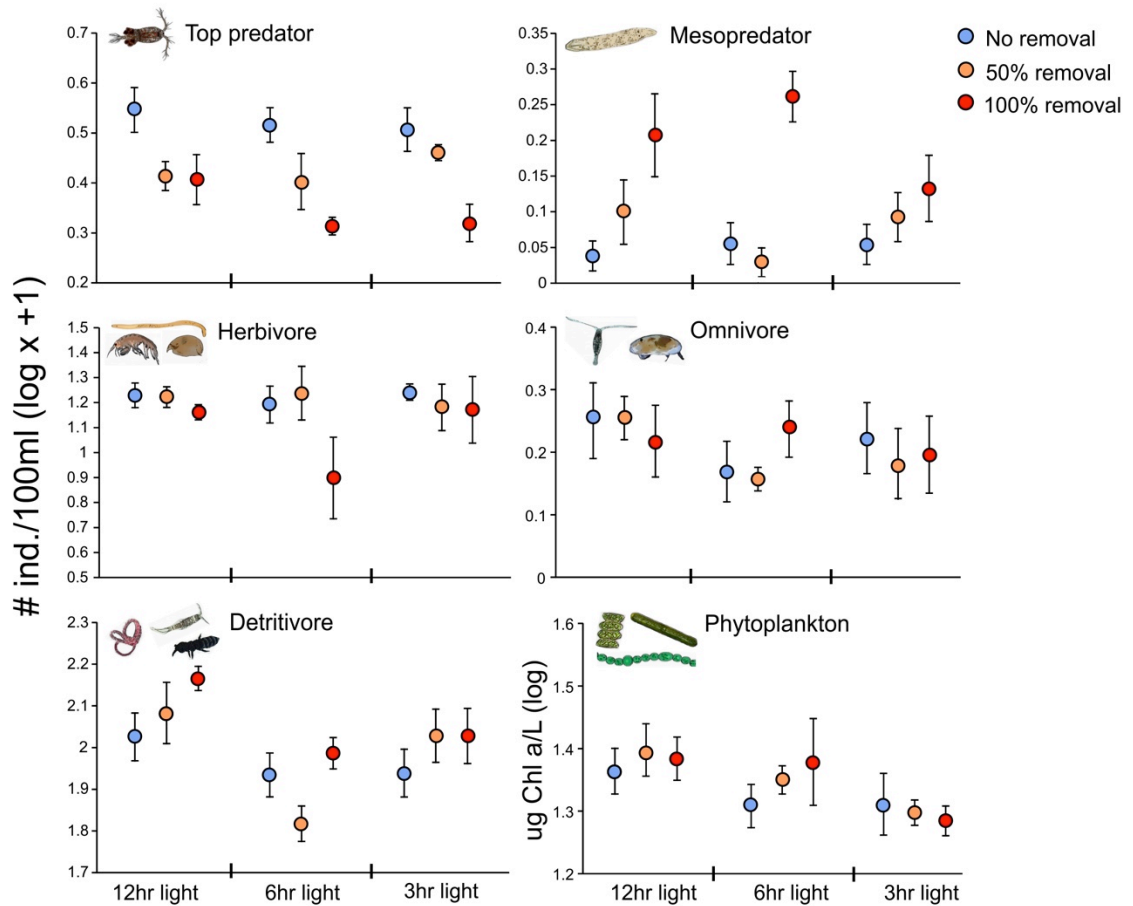 Top predator
0.7
0.6
0.5
0.4
0.3
0.2
Mesopredator
0.35
0.3
0.25
0.2
0.15
0.1
0.05
0
No removal
50% removal
100% removal
# ind./100ml (log x +1)
Herbivore
1.5
1.4
1.3
1.2
1.1
1
0.9
0.8
0.7
0.6
0.5
Omnivore
0.4
0.3
0.2
0.1
0
Detritivore
2.3
2.2
2.1
2
1.9
1.8
1.7
12hr light
6hr light
3hr light
Phytoplankton
ug Chl a/L (log)
1.6
1.5
1.4
1.3
1.2
12hr light
6hr light
3hr light